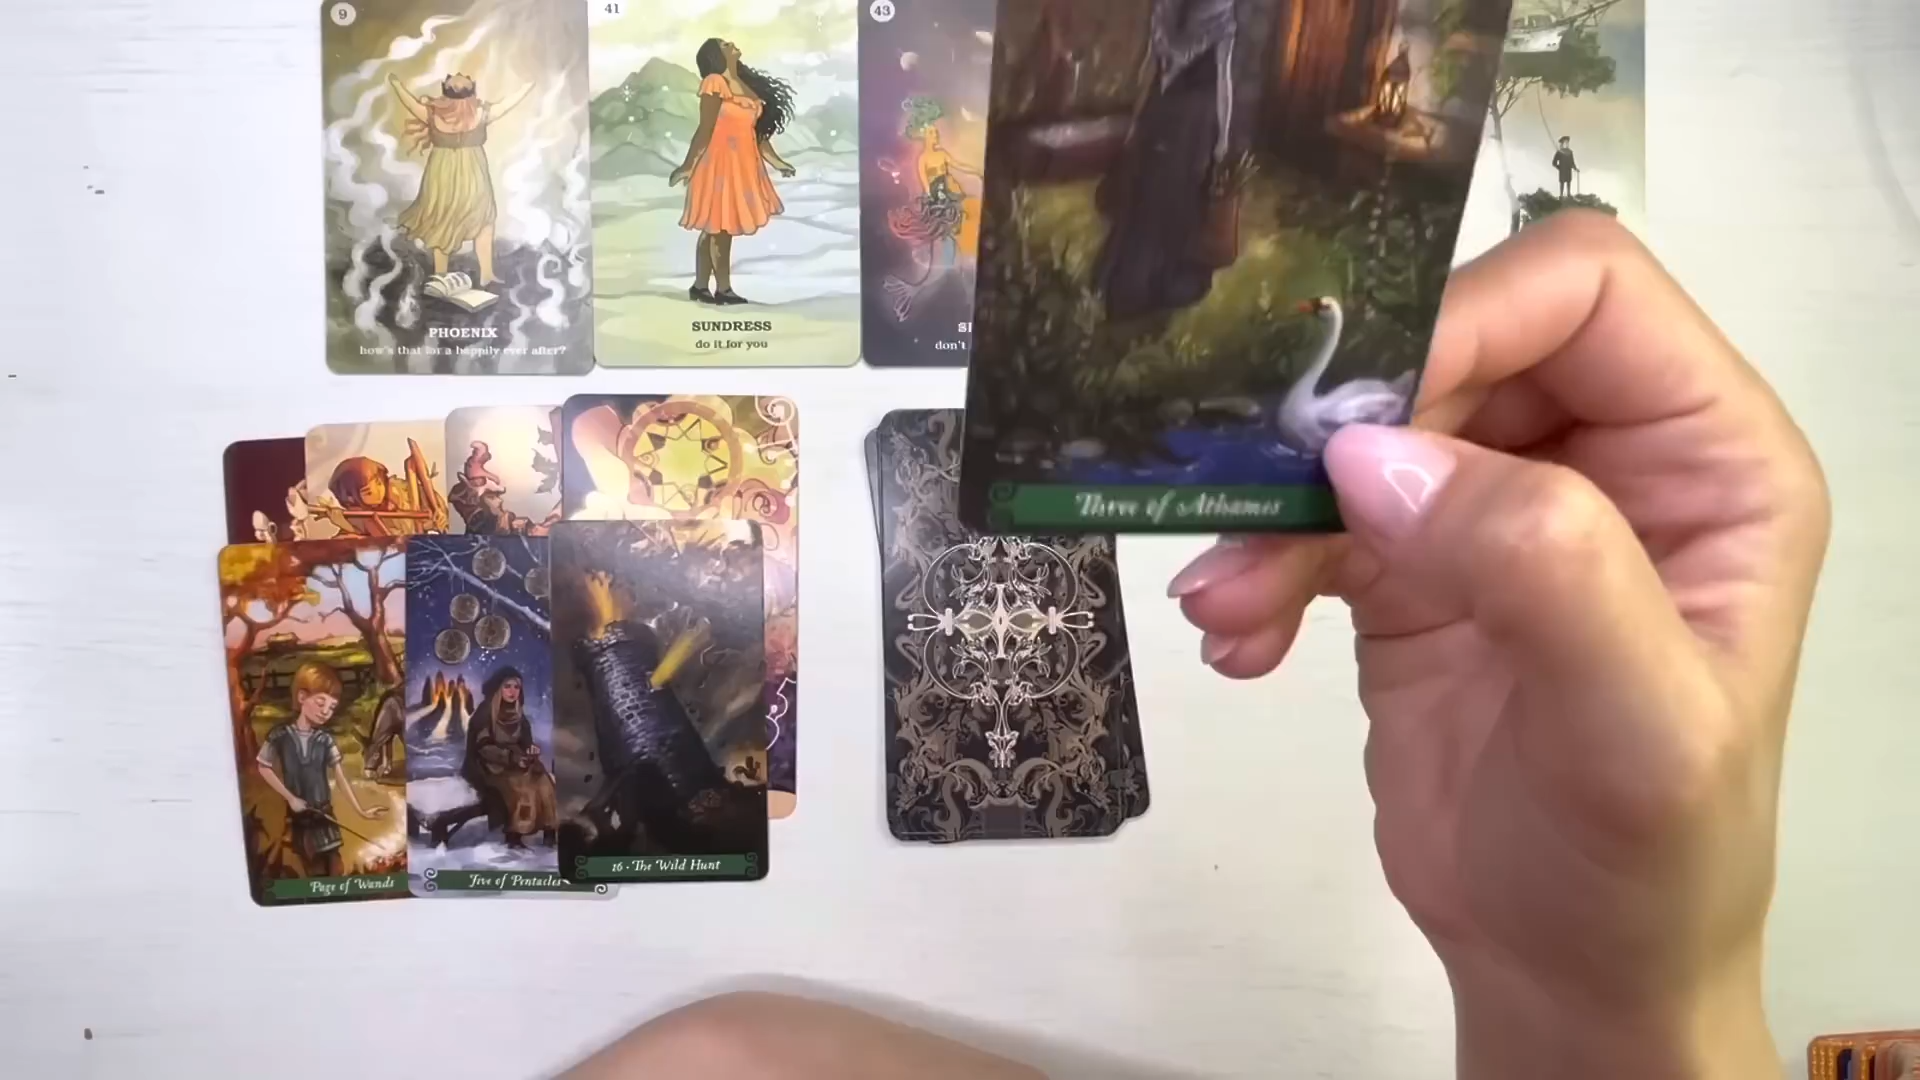 9
PHOENIX
how's that for a happily ever after?
41
SUNDRESS
do it for you
43
don't
Three of Athames
Page of Wands
Five of Pentacles
16 · The Wild Hunt